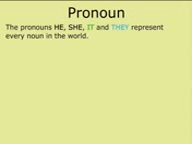 Pronoun
The pronouns HE, SHE, IT and THEY represent
every noun in the world.